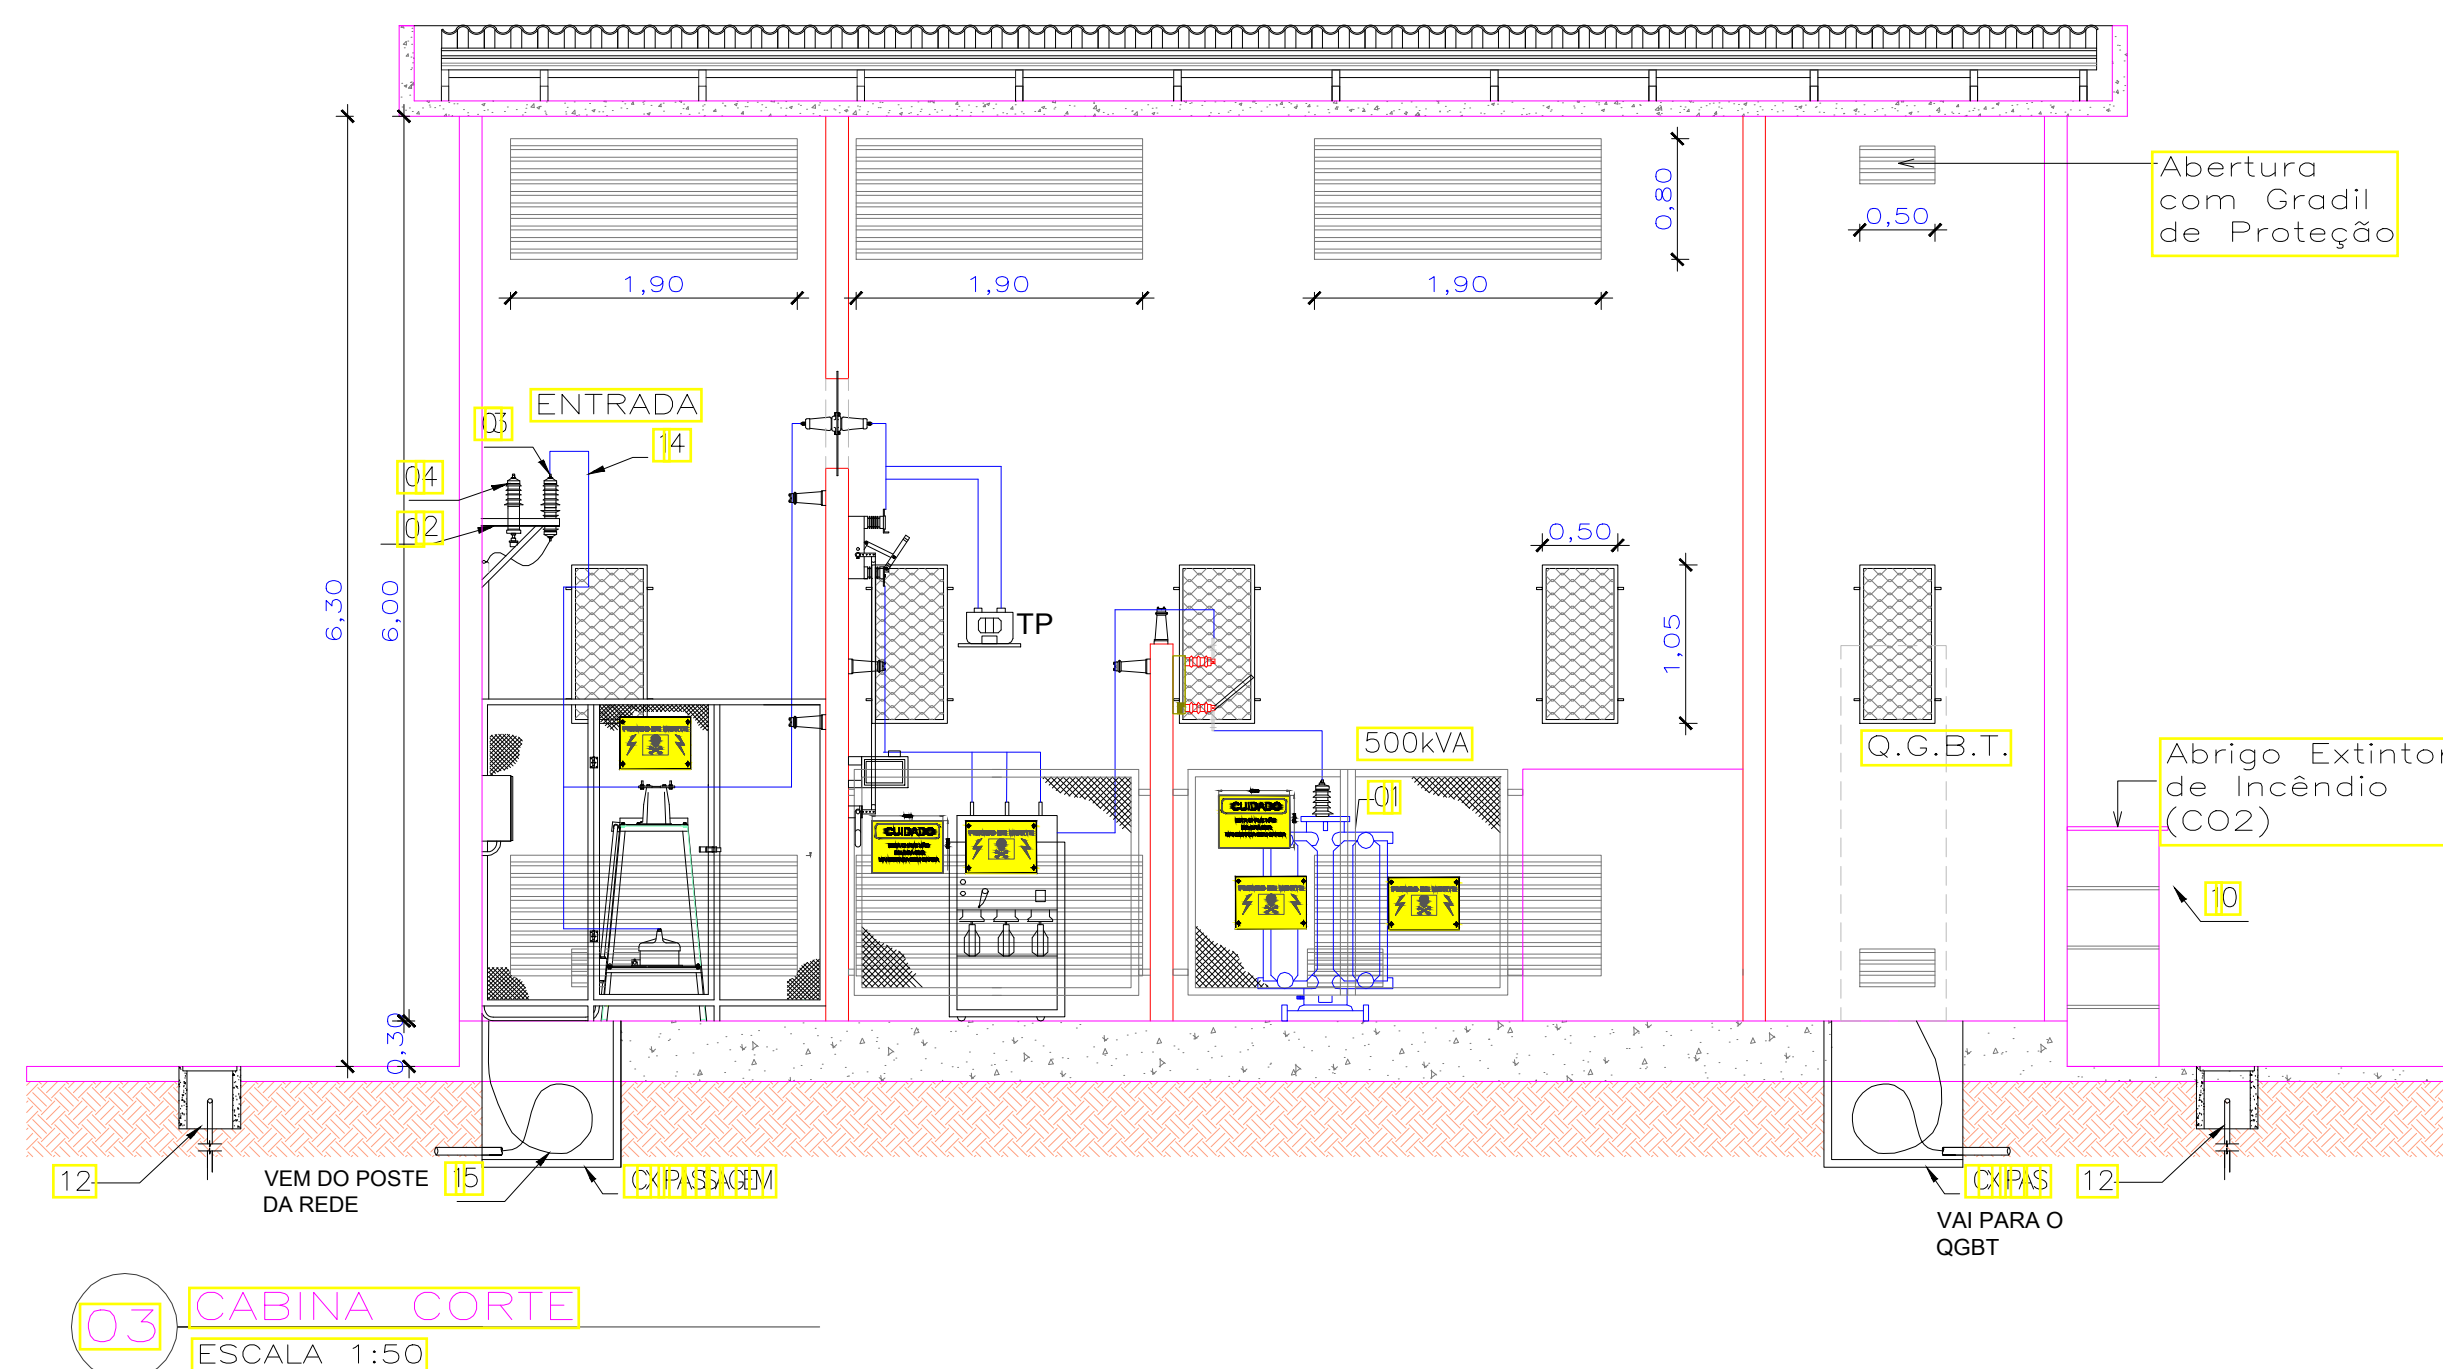 Abertura
com Gradil
de Proteção
0,80
0,50
1,90
1,90
1,90
ENTRADA
03
14
04
02
6,30
6,00
0,50
1,05
TP
500kVA
Q.G.B.T.
01
Abrigo Extintor
de Incêndio
(CO2)
CUIDADO
CUIDADO
10
0,30
12
VEM DO POSTE
DA REDE
15
CX PASSAGEM
CX PAS
12
VAI PARA O
QGBT
03
CABINA CORTE
ESCALA 1:50